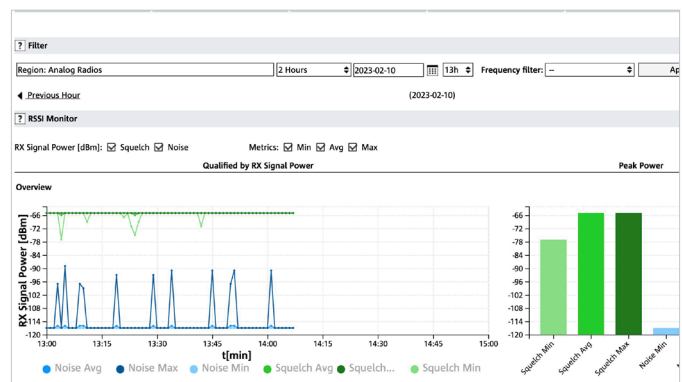 ? Filter
Region: Analog Radios 2 Hours 2023-02-10 13h Frequency filter: -- Ap
Previous Hour (2023-02-10)
? RSSI Monitor
RX Signal Power [dBm]: Squelch Noise Metrics: Min Avg Max
Qualified by RX Signal Power Peak Power
Overview
RX Signal Power [dBm]
-66
-72
-78
-84
-90
-96
-102
-108
-114
-120
13:00 13:15 13:30 13:45 14:00 14:15 14:30 14:45 15:00
t[min]
Noise Avg Noise Max Noise Min Squelch Avg Squelch... Squelch Min
-66
-72
-78
-84
-90
-96
-102
-108
-114
-120
Squelch Min Squelch Avg Squelch Max Noise Min